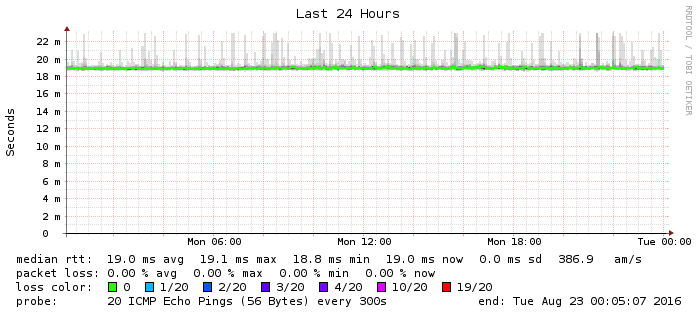 Last 24 Hours
RRDTOOL / TOBI OETIKER
Seconds
22 m
20 m
18 m
16 m
14 m
12 m
10 m
8 m
6 m
4 m
2 m
0
Mon 06:00 Mon 12:00 Mon 18:00 Tue 00:00
median rtt: 19.0 ms avg 19.1 ms max 18.8 ms min 19.0 ms now 0.0 ms sd 386.9 am/s
packet loss: 0.00 % avg 0.00 % max 0.00 % min 0.00 % now
loss color: 0 1/20 2/20 3/20 4/20 10/20 19/20
probe: 20 ICMP Echo Pings (56 Bytes) every 300s end: Tue Aug 23 00:05:07 2016